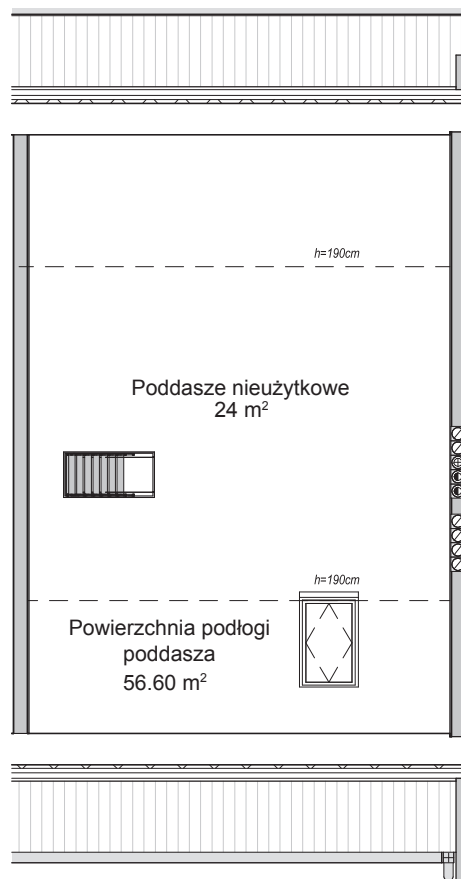 h=190cm
Poddasze nieużytkowe
24 m²
h=190cm
Powierzchnia podłogi
poddasza
56.60 m²